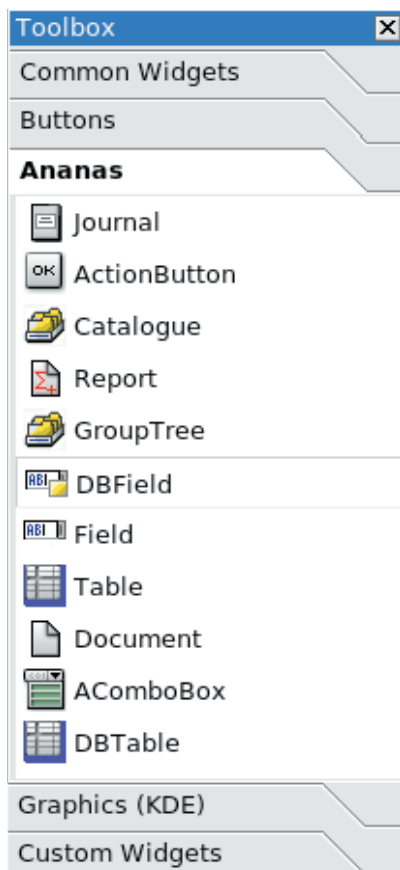 Toolbox
Common Widgets
Buttons
Ananas
Journal
OK ActionButton
Catalogue
Report
GroupTree
ABI DBField
ABI Field
Table
Document
AComboBox
DBTable
Graphics (KDE)
Custom Widgets